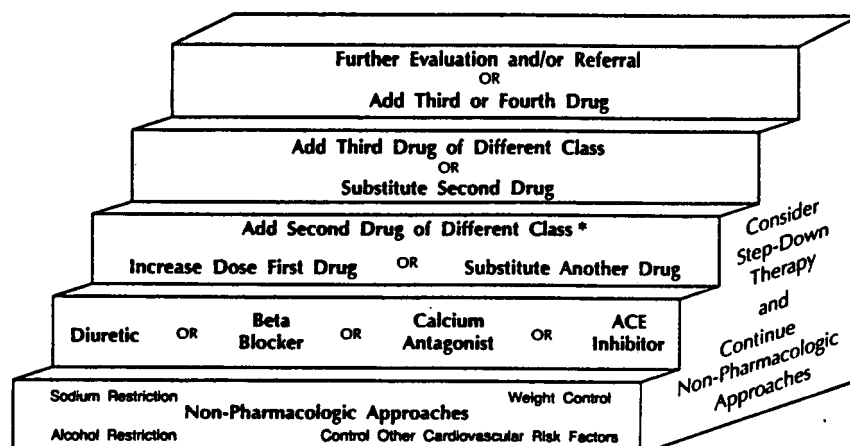 Further Evaluation and/or Referral
OR
Add Third or Fourth Drug
Add Third Drug of Different Class
OR
Substitute Second Drug
Add Second Drug of Different Class *
Increase Dose First Drug OR Substitute Another Drug
Diuretic OR Beta Blocker OR Calcium Antagonist OR ACE Inhibitor
Sodium Restriction Weight Control
Non-Pharmacologic Approaches
Alcohol Restriction Control Other Cardiovascular Risk Factors
Consider
Step-Down
Therapy
and
Continue
Non-Pharmacologic
Approaches